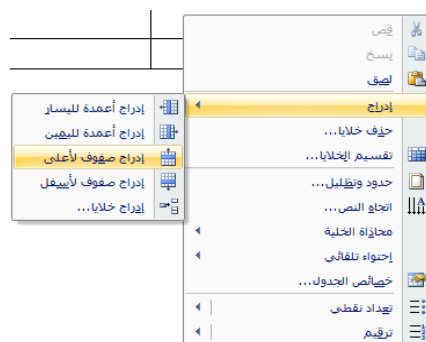 قص
نسخ
لصق
إدراج
حذف خلايا...
تقسيم الخلايا...
حدود وتظليل...
اتجاه النص...
محاذاة الخلية
إحتواء تلقائي
خصائص الجدول...
تعداد نقطي
ترقيم
إدراج أعمدة لليسار
إدراج أعمدة لليمين
إدراج صفوف لأعلى
إدراج صفوف لأسفل
إدراج خلايا...